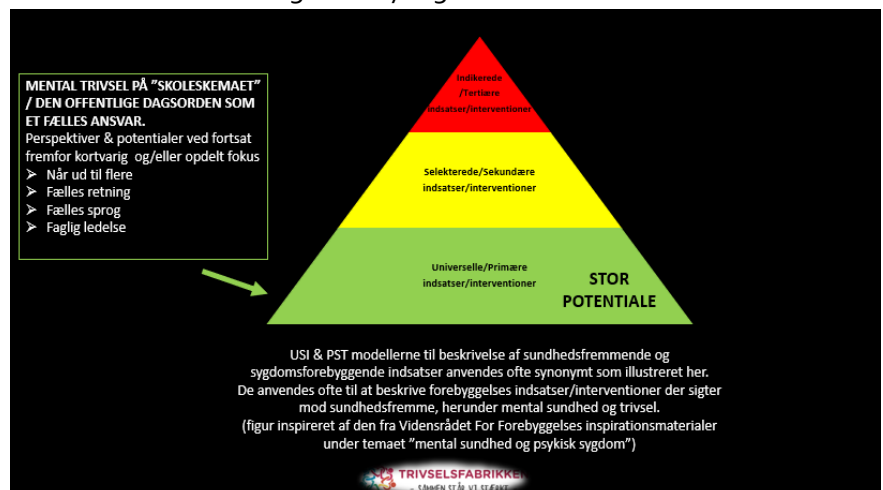 MENTAL TRIVSEL PÅ ”SKOLESKEMAET”
/ DEN OFFENTLIGE DAGSORDEN SOM
ET FÆLLES ANSVAR.
Perspektiver & potentialer ved fortsat
fremfor kortvarig og/eller opdelt fokus
➤ Når ud til flere
➤ Fælles retning
➤ Fælles sprog
➤ Faglig ledelse
Indikerede
/Tertiære
indsatser/interventioner
Selekterede/Sekundære
indsatser/interventioner
Universelle/Primære
indsatser/interventioner
STOR
POTENTIALE
USI & PST modellerne til beskrivelse af sundhedsfremmende og
sygdomsforebyggende indsatser anvendes ofte synonymt som illustreret her.
De anvendes ofte til at beskrive forebyggelses indsatser/interventioner der sigter
mod sundhedsfremme, herunder mental sundhed og trivsel.
(figur inspireret af den fra Vidensrådet For Forebyggelses inspirationsmaterialer
under temaet ”mental sundhed og psykisk sygdom”)
TRIVSELSFABRIKKEN
- SAMMEN STÅR VI STÆRKE